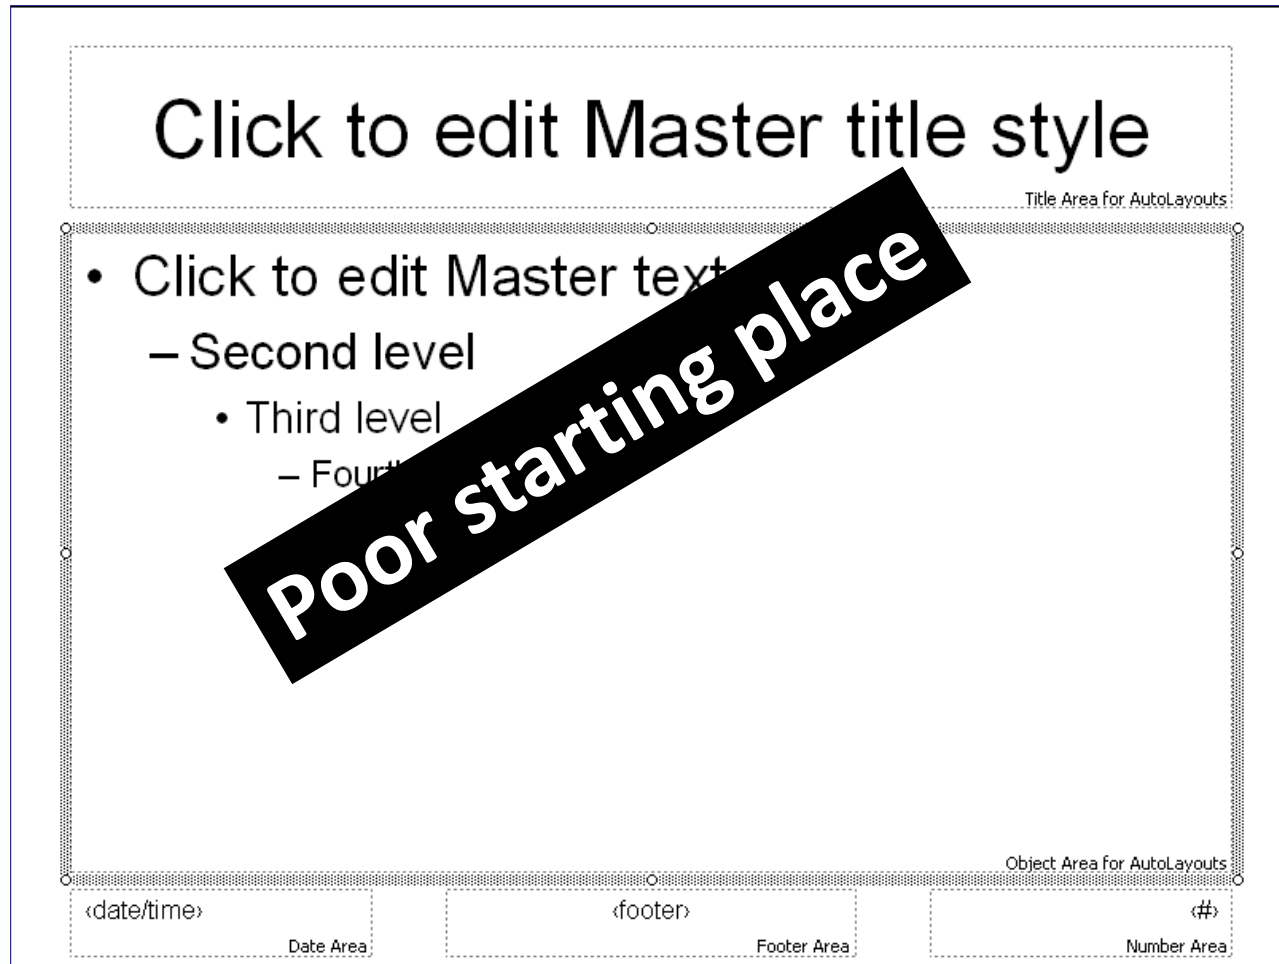 Click to edit Master title style
Title Area for AutoLayouts
• Click to edit Master text
– Second level
• Third level
– Fourth
Poor starting place
Object Area for AutoLayouts
‹date/time›
‹footer›
‹#›
Date Area
Footer Area
Number Area